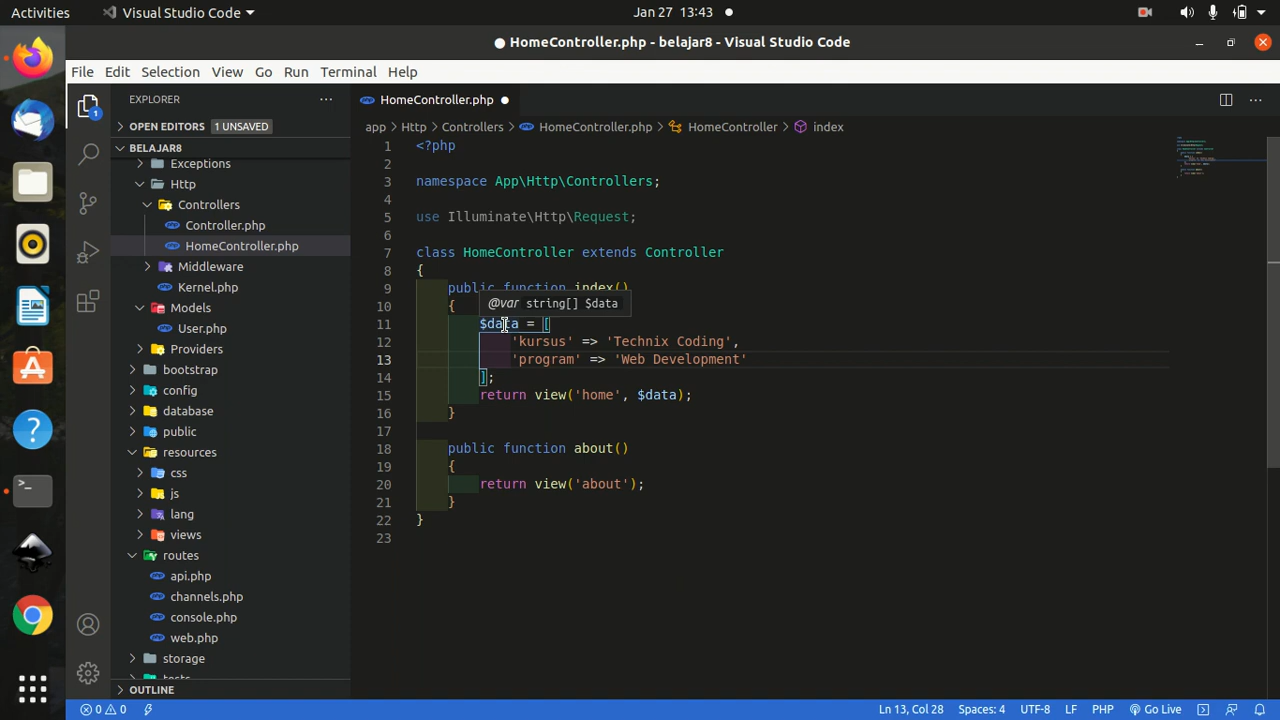 Activities
Visual Studio Code
Jan 27 13:43
HomeController.php - belajar8 - Visual Studio Code
File Edit Selection View Go Run Terminal Help
EXPLORER
OPEN EDITORS 1 UNSAVED
BELAJAR8
Exceptions
Http
Controllers
Controller.php
HomeController.php
Middleware
Kernel.php
Models
User.php
Providers
bootstrap
config
database
public
resources
css
js
lang
views
routes
api.php
channels.php
console.php
web.php
storage
tests
OUTLINE
1
HomeController.php
app > Http > Controllers > HomeController.php > HomeController > index
1 <?php
2
3 namespace App\Http\Controllers;
4
5 use Illuminate\Http\Request;
6
7 class HomeController extends Controller
8 {
9 public function index()
@var string[] $data
10 {
11 $data = [
12 'kursus' => 'Technix Coding',
13 'program' => 'Web Development'
14 ];
15 return view('home', $data);
16 }
17
18 public function about()
19 {
20 return view('about');
21 }
22 }
23
0 0 Ln 13, Col 28 Spaces: 4 UTF-8 LF PHP Go Live